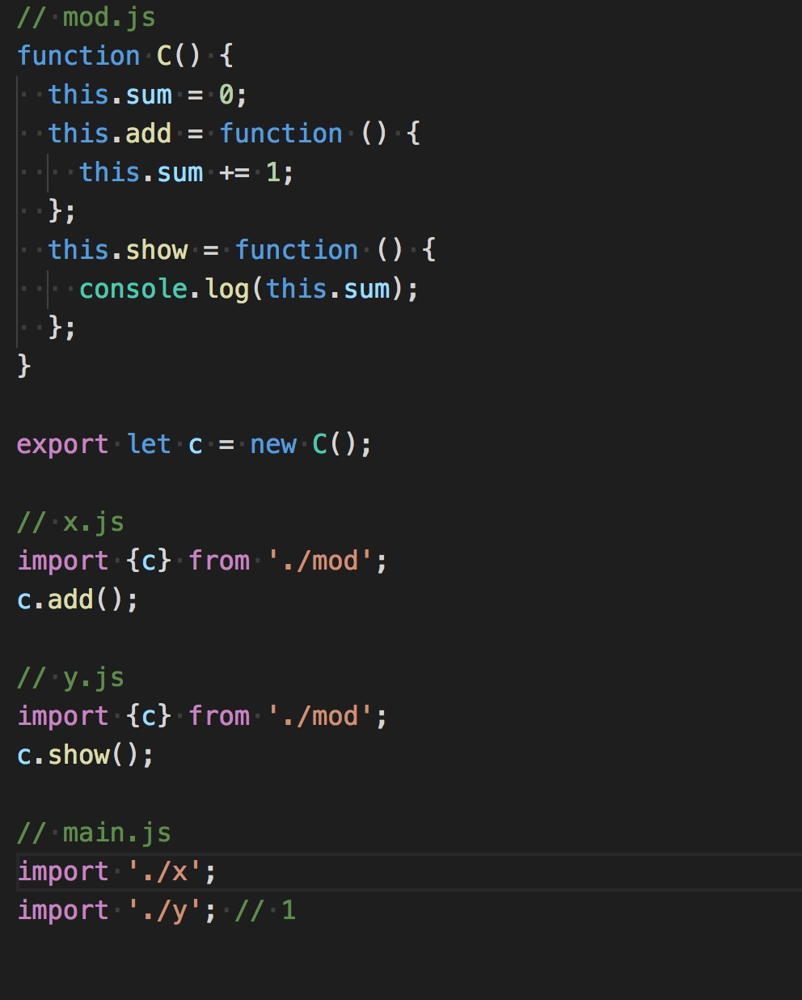 // mod.js
function C() {
  this.sum = 0;
  this.add = function () {
    this.sum += 1;
  };
  this.show = function () {
    console.log(this.sum);
  };
}

export let c = new C();

// x.js
import {c} from './mod';
c.add();

// y.js
import {c} from './mod';
c.show();

// main.js
import './x';
import './y'; // 1